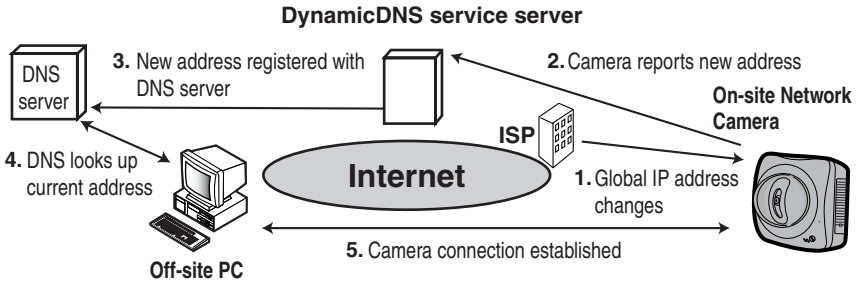 DynamicDNS service server
DNS
server
3. New address registered with
DNS server
2. Camera reports new address
On-site Network
Camera
ISP
4. DNS looks up
current address
Internet
1. Global IP address
changes
5. Camera connection established
Off-site PC